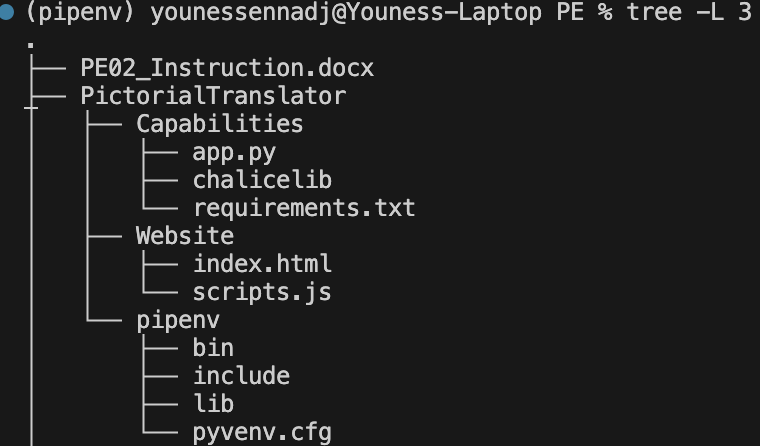 (pipenv) younessennadj@Youness-Laptop PE % tree -L 3
.
├── PE02_Instruction.docx
├── PictorialTranslator
│   ├── Capabilities
│   │   ├── app.py
│   │   ├── chalicelib
│   │   └── requirements.txt
│   ├── Website
│   │   ├── index.html
│   │   └── scripts.js
│   └── pipenv
│       ├── bin
│       ├── include
│       ├── lib
│       └── pyvenv.cfg